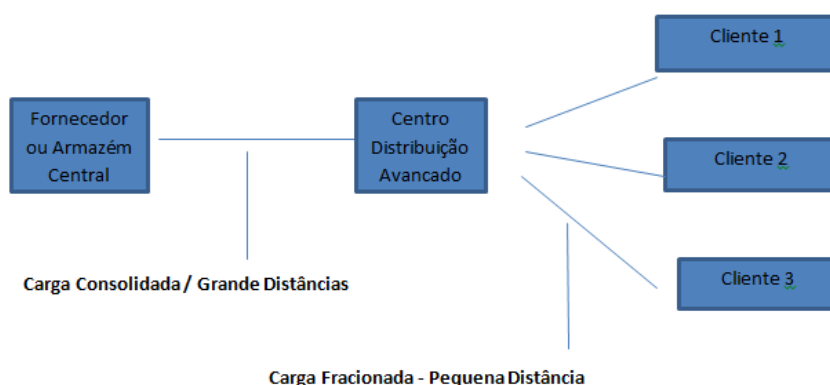 Fornecedor
ou Armazém
Central
Centro
Distribuição
Avancado
Cliente 1
Cliente 2
Cliente 3
Carga Consolidada / Grande Distâncias
Carga Fracionada - Pequena Distância